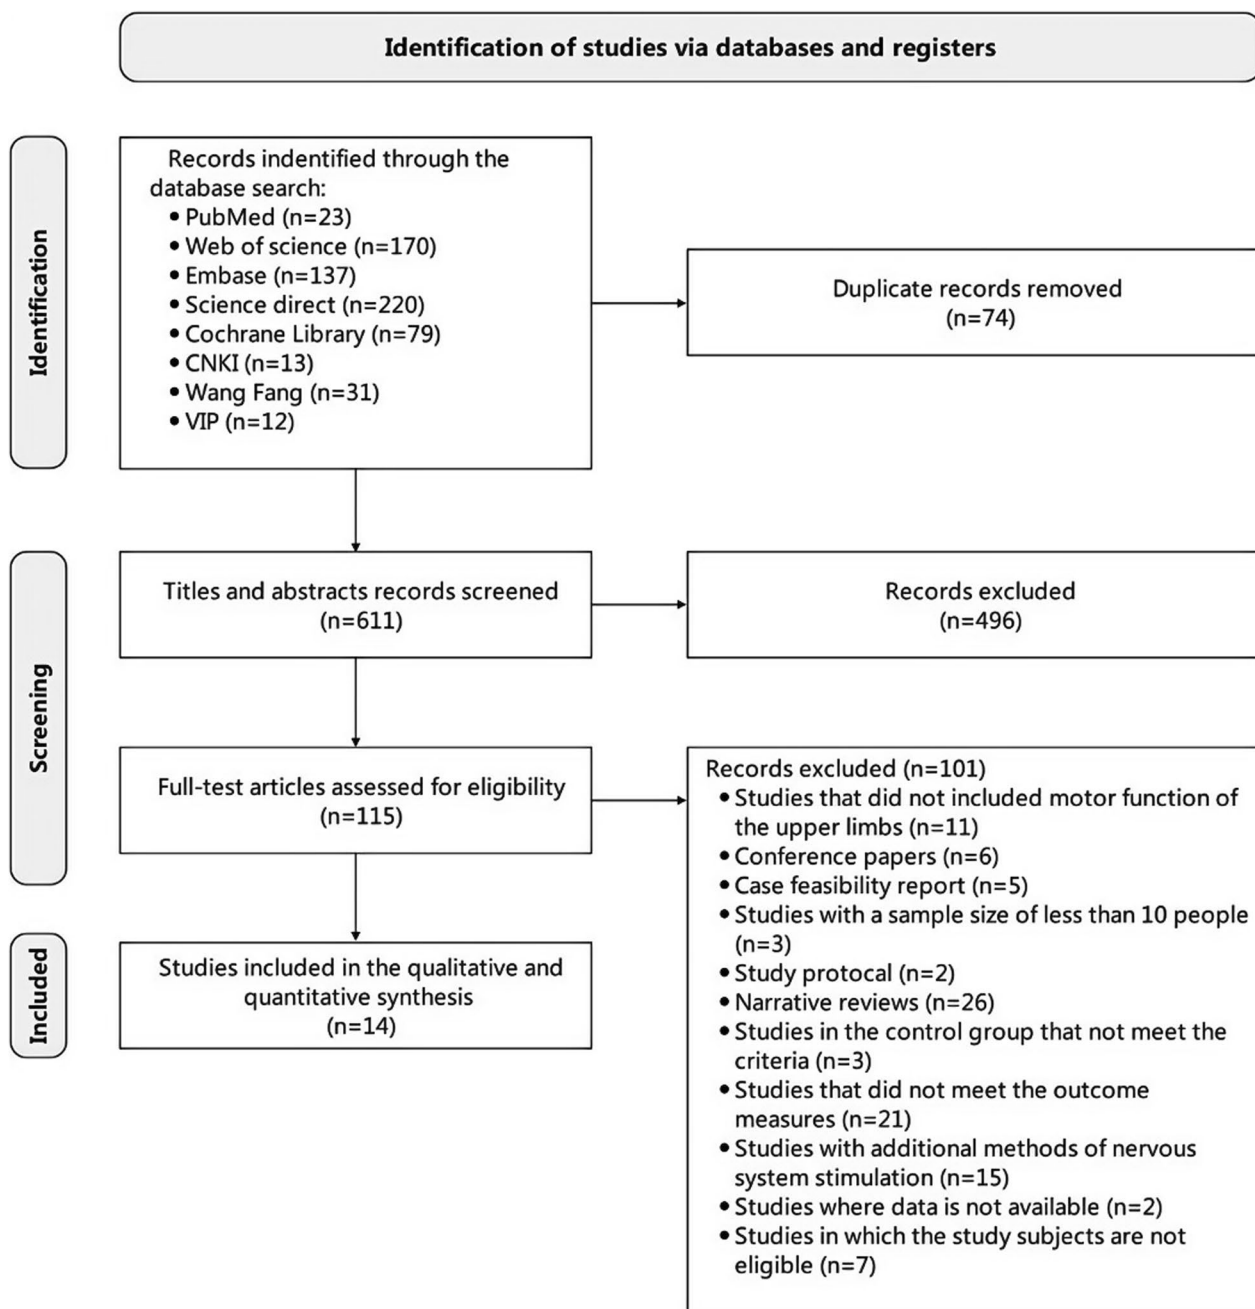 Identification of studies via databases and registers
Identification
Records indentified through the
database search:
• PubMed (n=23)
• Web of science (n=170)
• Embase (n=137)
• Science direct (n=220)
• Cochrane Library (n=79)
• CNKI (n=13)
• Wang Fang (n=31)
• VIP (n=12)
Duplicate records removed
(n=74)
Screening
Titles and abstracts records screened
(n=611)
Records excluded
(n=496)
Full-test articles assessed for eligibility
(n=115)
Records excluded (n=101)
• Studies that did not included motor function of
the upper limbs (n=11)
• Conference papers (n=6)
• Case feasibility report (n=5)
• Studies with a sample size of less than 10 people
(n=3)
• Study protocal (n=2)
• Narrative reviews (n=26)
• Studies in the control group that not meet the
criteria (n=3)
• Studies that did not meet the outcome
measures (n=21)
• Studies with additional methods of nervous
system stimulation (n=15)
• Studies where data is not available (n=2)
• Studies in which the study subjects are not
eligible (n=7)
Included
Studies included in the qualitative and
quantitative synthesis
(n=14)